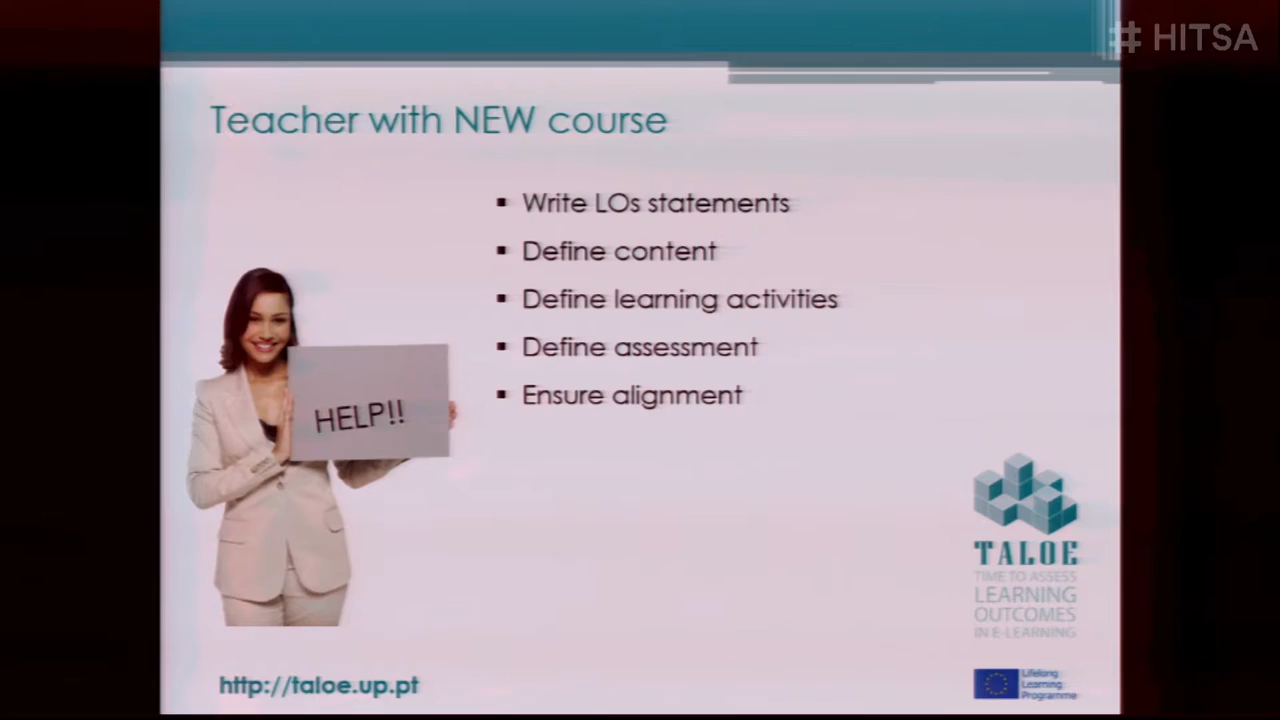 # HITSA
Teacher with NEW course
▪ Write LOs statements
▪ Define content
▪ Define learning activities
▪ Define assessment
▪ Ensure alignment
HELP!!
TALOE
TIME TO ASSESS
LEARNING
OUTCOMES
IN E-LEARNING
http://taloe.up.pt
Lifelong
Learning
Programme